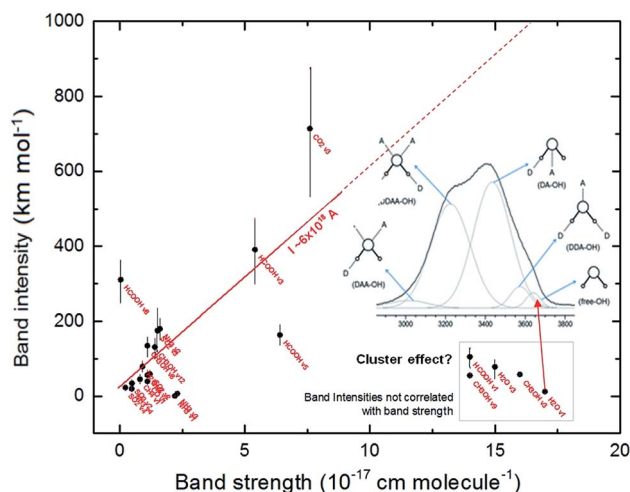 1000
800
600
400
200
0
Band intensity (km mol⁻¹)
0
5
10
15
20
Band strength (10⁻¹⁷ cm molecule⁻¹)
I ~6x10¹⁸ A
CO2 v3
HCOOH v3
HCOOH v6
HCOOH v5
A
A
D
(DDAA-OH)
A
D
(DAA-OH)
A
D
(DA-OH)
A
D
D
(DDA-OH)
(free-OH)
3000
3200
3400
3600
3800
Cluster effect?
HCOOH v1
CH3OH v9
H2O v3
CH3OH v3
H2O v1
Band Intensities not correlated
with band strength